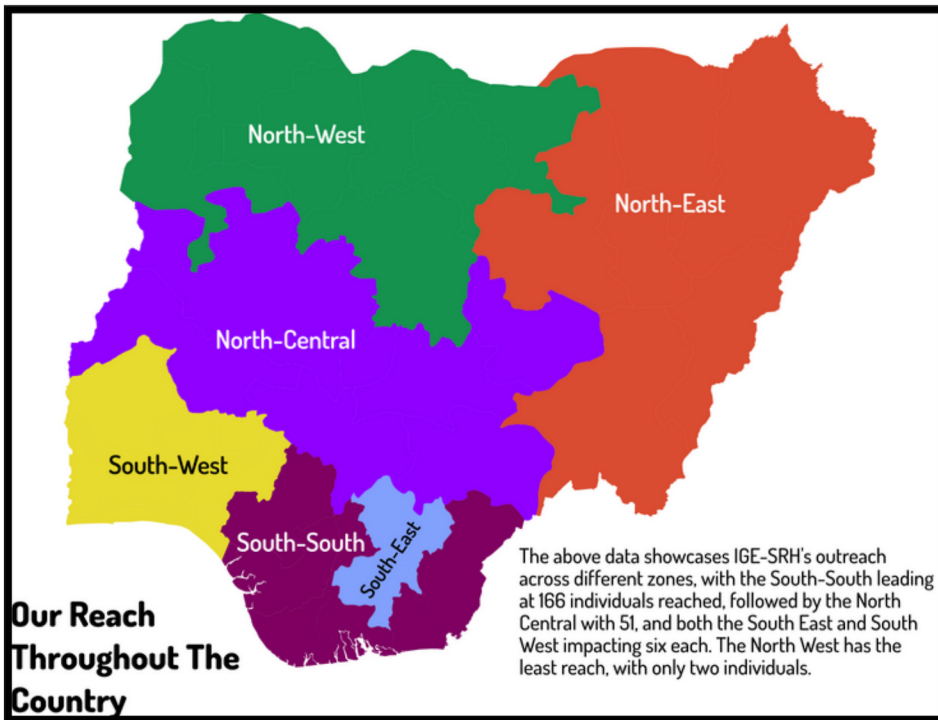 North-West
North-East
North-Central
South-West
South-South
South-East
The above data showcases IGE-SRH's outreach
across different zones, with the South-South leading
at 166 individuals reached, followed by the North
Central with 51, and both the South East and South
West impacting six each. The North West has the
least reach, with only two individuals.
Our Reach
Throughout The
Country